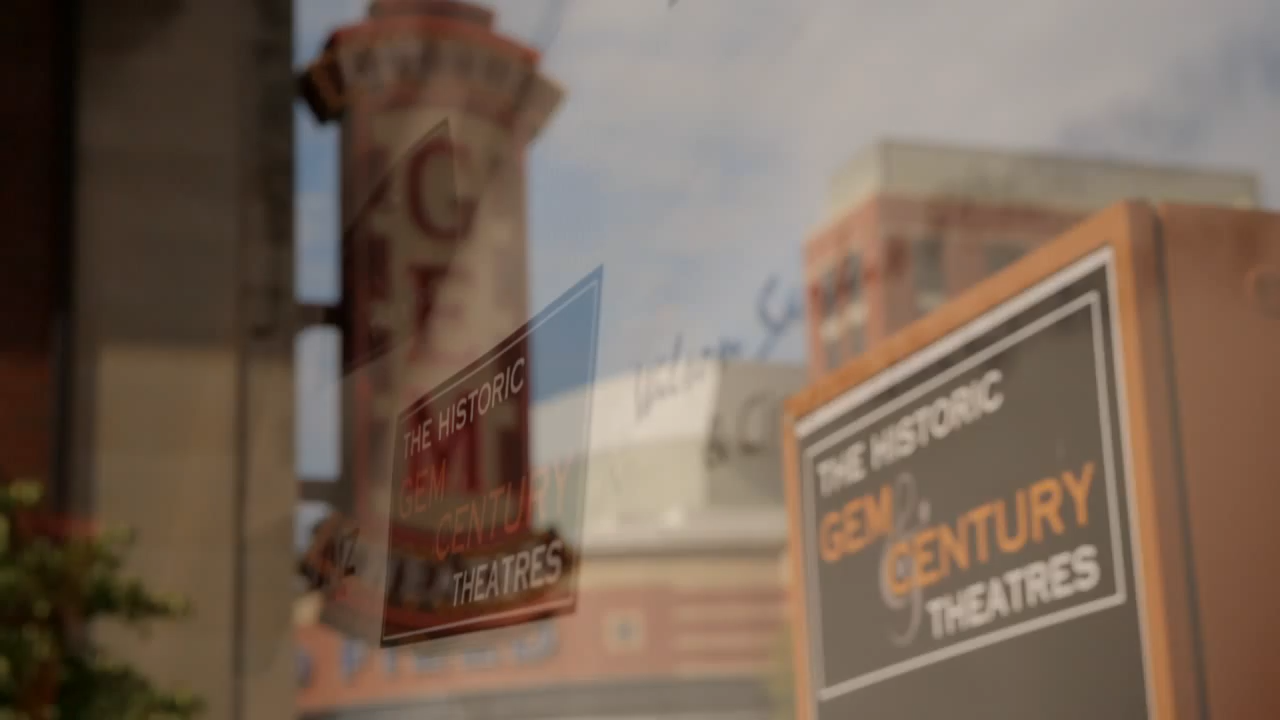 G
E
M
THE HISTORIC
GEM
CENTURY
THEATRES
THE HISTORIC
GEM &
CENTURY
THEATRES